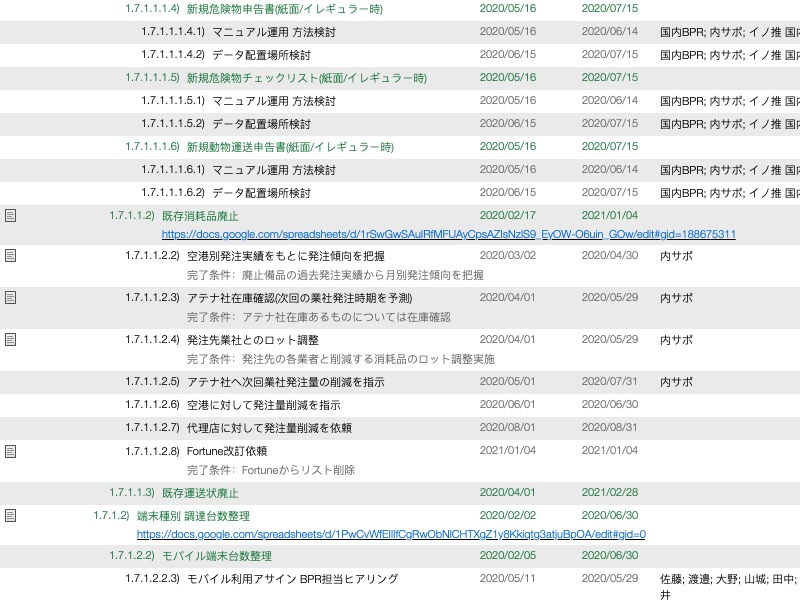 1.7.1.1.1.4) 新規危険物申告書(紙面/イレギュラー時) 2020/05/16 2020/07/15
1.7.1.1.1.4.1) マニュアル運用 方法検討 2020/05/16 2020/06/14 国内BPR; 内サポ; イノ推 国内
1.7.1.1.1.4.2) データ配置場所検討 2020/06/15 2020/07/15 国内BPR; 内サポ; イノ推 国内
1.7.1.1.1.5) 新規危険物チェックリスト(紙面/イレギュラー時) 2020/05/16 2020/07/15
1.7.1.1.1.5.1) マニュアル運用 方法検討 2020/05/16 2020/06/14 国内BPR; 内サポ; イノ推 国内
1.7.1.1.1.5.2) データ配置場所検討 2020/06/15 2020/07/15 国内BPR; 内サポ; イノ推 国内
1.7.1.1.1.6) 新規動物運送申告書(紙面/イレギュラー時) 2020/05/16 2020/07/15
1.7.1.1.1.6.1) マニュアル運用 方法検討 2020/05/16 2020/06/14 国内BPR; 内サポ; イノ推 国内
1.7.1.1.1.6.2) データ配置場所検討 2020/06/15 2020/07/15 国内BPR; 内サポ; イノ推 国内
1.7.1.1.2) 既存消耗品廃止 2020/02/17 2021/01/04
https://docs.google.com/spreadsheets/d/1rSwGwSAuIRfMFUAyCpsAZIsNzIS9_EyOW-O6uin_GOw/edit#gid=188675311
1.7.1.1.2.2) 空港別発注実績をもとに発注傾向を把握 2020/03/02 2020/04/30 内サポ
完了条件: 廃止備品の過去発注実績から月別発注傾向を把握
1.7.1.1.2.3) アテナ社在庫確認(次回の業社発注時期を予測) 2020/04/01 2020/05/29 内サポ
完了条件: アテナ社在庫あるものについては在庫確認
1.7.1.1.2.4) 発注先業社とのロット調整 2020/04/01 2020/05/29 内サポ
完了条件: 発注先の各業者と削減する消耗品のロット調整実施
1.7.1.1.2.5) アテナ社へ次回業社発注量の削減を指示 2020/05/01 2020/07/31 内サポ
1.7.1.1.2.6) 空港に対して発注量削減を指示 2020/06/01 2020/06/30
1.7.1.1.2.7) 代理店に対して発注量削減を依頼 2020/08/01 2020/08/31
1.7.1.1.2.8) Fortune改訂依頼 2021/01/04 2021/01/04
完了条件: Fortuneからリスト削除
1.7.1.1.3) 既存運送状廃止 2020/04/01 2021/02/28
1.7.1.2) 端末種別 調達台数整理 2020/02/02 2020/06/30
https://docs.google.com/spreadsheets/d/1PwCvWfEIIlfCgRwObNlCHTXgZ1y8Kkiqtg3atjuBpOA/edit#gid=0
1.7.1.2.2) モバイル端末台数整理 2020/02/05 2020/06/30
1.7.1.2.2.3) モバイル利用アサイン BPR担当ヒアリング 2020/05/11 2020/05/29 佐藤; 渡邉; 大野; 山城; 田中;
井